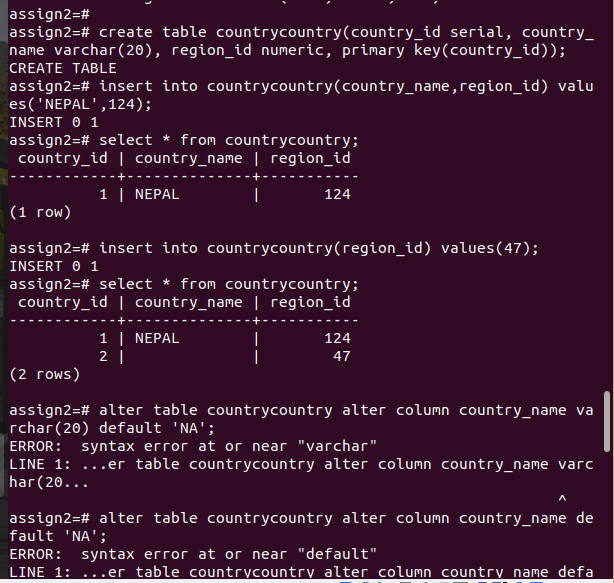 assign2=#
assign2=# create table countrycountry(country_id serial, country_
name varchar(20), region_id numeric, primary key(country_id));
CREATE TABLE
assign2=# insert into countrycountry(country_name,region_id) valu
es('NEPAL',124);
INSERT 0 1
assign2=# select * from countrycountry;
 country_id | country_name | region_id
------------+--------------+-----------
          1 | NEPAL        |       124
(1 row)

assign2=# insert into countrycountry(region_id) values(47);
INSERT 0 1
assign2=# select * from countrycountry;
 country_id | country_name | region_id
------------+--------------+-----------
          1 | NEPAL        |       124
          2 |              |        47
(2 rows)

assign2=# alter table countrycountry alter column country_name va
rchar(20) default 'NA';
ERROR:  syntax error at or near "varchar"
LINE 1: ...er table countrycountry alter column country_name varc
har(20...
                                                              ^
assign2=# alter table countrycountry alter column country_name de
fault 'NA';
ERROR:  syntax error at or near "default"
LINE 1: ...er table countrycountry alter column country_name defa